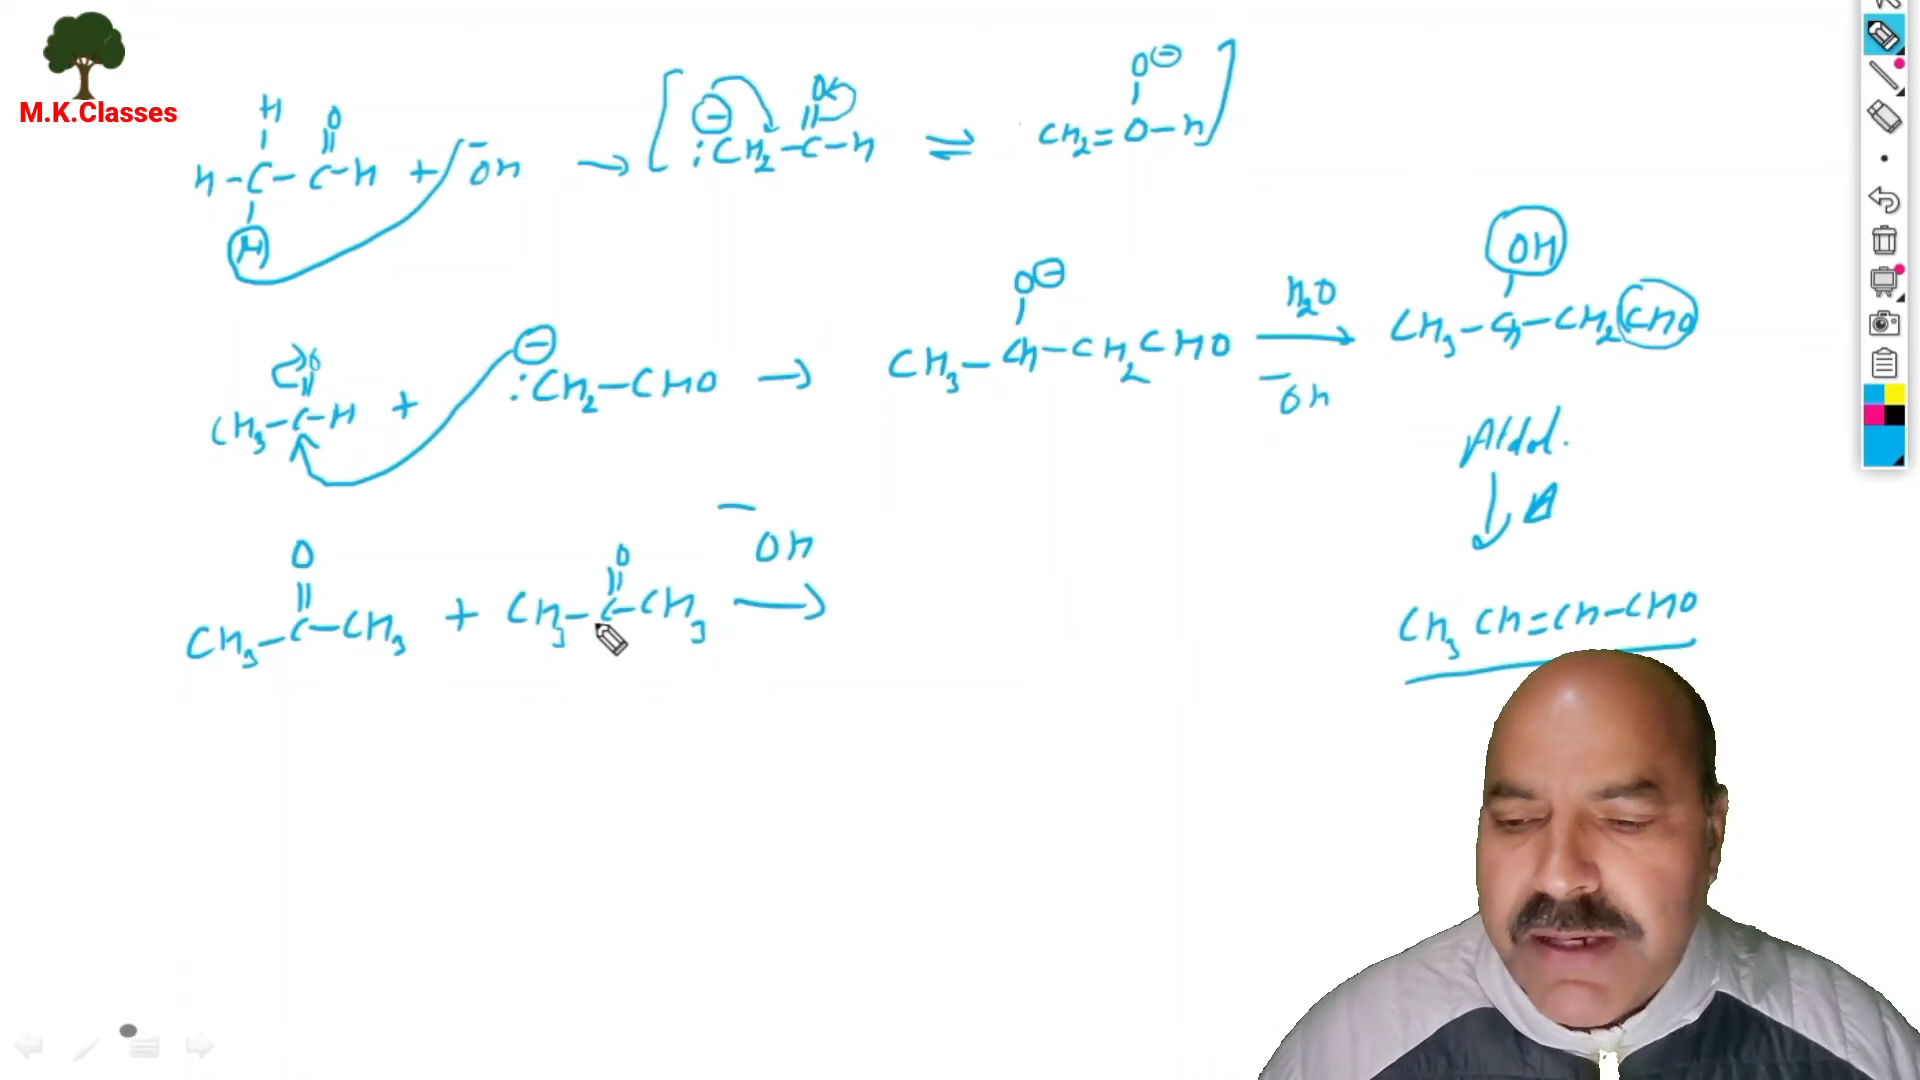 M.K.Classes
H O
H-C-C-H + ⁻OH → [⊖:CH₂-C-H ⇌ CH₂=O-H]
O O⊖
H
O
CH₃-C-H + ⊖:CH₂-CHO → CH₃-CH-CH₂CHO H₂O ⁻OH → CH₃-CH-CH₂CHO
O⊖ OH
Aldol.
Δ
O O ⁻OH
CH₃-C-CH₃ + CH₃-C-CH₃ →
CH₃CH=CH-CHO